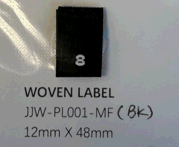 8
WOVEN LABEL
JJW-PL001-MF (BK)
12mm X 48mm